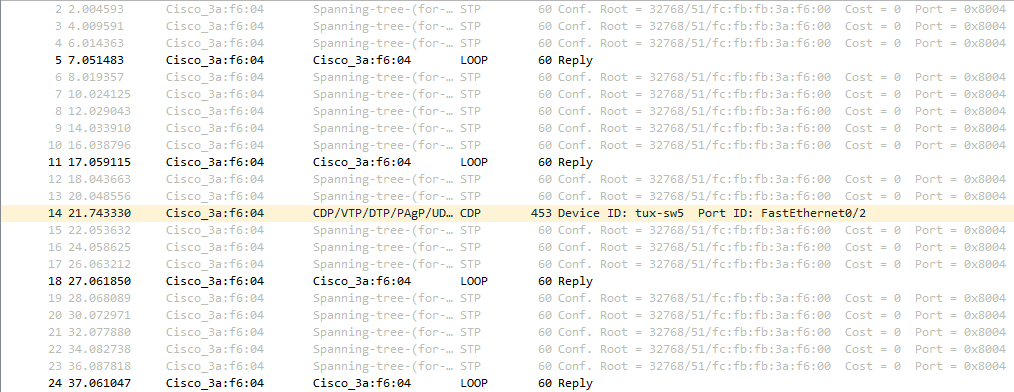 2 2.004593 Cisco_3a:f6:04 Spanning-tree-(for-… STP 60 Conf. Root = 32768/51/fc:fb:fb:3a:f6:00 Cost = 0 Port = 0x8004
3 4.009591 Cisco_3a:f6:04 Spanning-tree-(for-… STP 60 Conf. Root = 32768/51/fc:fb:fb:3a:f6:00 Cost = 0 Port = 0x8004
4 6.014363 Cisco_3a:f6:04 Spanning-tree-(for-… STP 60 Conf. Root = 32768/51/fc:fb:fb:3a:f6:00 Cost = 0 Port = 0x8004
5 7.051483 Cisco_3a:f6:04 Cisco_3a:f6:04 LOOP 60 Reply
6 8.019357 Cisco_3a:f6:04 Spanning-tree-(for-… STP 60 Conf. Root = 32768/51/fc:fb:fb:3a:f6:00 Cost = 0 Port = 0x8004
7 10.024125 Cisco_3a:f6:04 Spanning-tree-(for-… STP 60 Conf. Root = 32768/51/fc:fb:fb:3a:f6:00 Cost = 0 Port = 0x8004
8 12.029043 Cisco_3a:f6:04 Spanning-tree-(for-… STP 60 Conf. Root = 32768/51/fc:fb:fb:3a:f6:00 Cost = 0 Port = 0x8004
9 14.033910 Cisco_3a:f6:04 Spanning-tree-(for-… STP 60 Conf. Root = 32768/51/fc:fb:fb:3a:f6:00 Cost = 0 Port = 0x8004
10 16.038796 Cisco_3a:f6:04 Spanning-tree-(for-… STP 60 Conf. Root = 32768/51/fc:fb:fb:3a:f6:00 Cost = 0 Port = 0x8004
11 17.059115 Cisco_3a:f6:04 Cisco_3a:f6:04 LOOP 60 Reply
12 18.043663 Cisco_3a:f6:04 Spanning-tree-(for-… STP 60 Conf. Root = 32768/51/fc:fb:fb:3a:f6:00 Cost = 0 Port = 0x8004
13 20.048556 Cisco_3a:f6:04 Spanning-tree-(for-… STP 60 Conf. Root = 32768/51/fc:fb:fb:3a:f6:00 Cost = 0 Port = 0x8004
14 21.743330 Cisco_3a:f6:04 CDP/VTP/DTP/PAgP/UD… CDP 453 Device ID: tux-sw5 Port ID: FastEthernet0/2
15 22.053632 Cisco_3a:f6:04 Spanning-tree-(for-… STP 60 Conf. Root = 32768/51/fc:fb:fb:3a:f6:00 Cost = 0 Port = 0x8004
16 24.058625 Cisco_3a:f6:04 Spanning-tree-(for-… STP 60 Conf. Root = 32768/51/fc:fb:fb:3a:f6:00 Cost = 0 Port = 0x8004
17 26.063212 Cisco_3a:f6:04 Spanning-tree-(for-… STP 60 Conf. Root = 32768/51/fc:fb:fb:3a:f6:00 Cost = 0 Port = 0x8004
18 27.061850 Cisco_3a:f6:04 Cisco_3a:f6:04 LOOP 60 Reply
19 28.068089 Cisco_3a:f6:04 Spanning-tree-(for-… STP 60 Conf. Root = 32768/51/fc:fb:fb:3a:f6:00 Cost = 0 Port = 0x8004
20 30.072971 Cisco_3a:f6:04 Spanning-tree-(for-… STP 60 Conf. Root = 32768/51/fc:fb:fb:3a:f6:00 Cost = 0 Port = 0x8004
21 32.077880 Cisco_3a:f6:04 Spanning-tree-(for-… STP 60 Conf. Root = 32768/51/fc:fb:fb:3a:f6:00 Cost = 0 Port = 0x8004
22 34.082738 Cisco_3a:f6:04 Spanning-tree-(for-… STP 60 Conf. Root = 32768/51/fc:fb:fb:3a:f6:00 Cost = 0 Port = 0x8004
23 36.087818 Cisco_3a:f6:04 Spanning-tree-(for-… STP 60 Conf. Root = 32768/51/fc:fb:fb:3a:f6:00 Cost = 0 Port = 0x8004
24 37.061047 Cisco_3a:f6:04 Cisco_3a:f6:04 LOOP 60 Reply